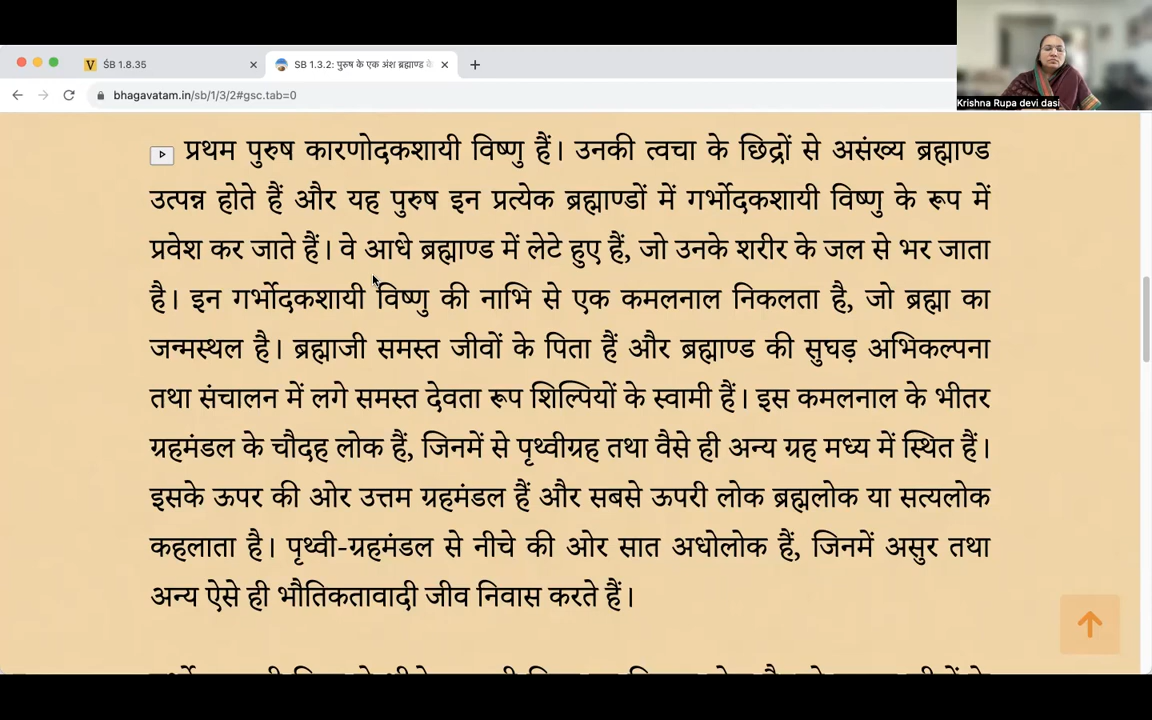 ŚB 1.8.35
SB 1.3.2: पुरुष के एक अंश ब्रह्माण्ड के
bhagavatam.in/sb/1/3/2#gsc.tab=0
Krishna Rupa devi dasi
प्रथम पुरुष कारणोदकशायी विष्णु हैं। उनकी त्वचा के छिद्रों से असंख्य ब्रह्माण्ड
उत्पन्न होते हैं और यह पुरुष इन प्रत्येक ब्रह्माण्डों में गर्भोदकशायी विष्णु के रूप में
प्रवेश कर जाते हैं। वे आधे ब्रह्माण्ड में लेटे हुए हैं, जो उनके शरीर के जल से भर जाता
है। इन गर्भोदकशायी विष्णु की नाभि से एक कमलनाल निकलता है, जो ब्रह्मा का
जन्मस्थल है। ब्रह्माजी समस्त जीवों के पिता हैं और ब्रह्माण्ड की सुघड़ अभिकल्पना
तथा संचालन में लगे समस्त देवता रूप शिल्पियों के स्वामी हैं। इस कमलनाल के भीतर
ग्रहमंडल के चौदह लोक हैं, जिनमें से पृथ्वीग्रह तथा वैसे ही अन्य ग्रह मध्य में स्थित हैं।
इसके ऊपर की ओर उत्तम ग्रहमंडल हैं और सबसे ऊपरी लोक ब्रह्मलोक या सत्यलोक
कहलाता है। पृथ्वी-ग्रहमंडल से नीचे की ओर सात अधोलोक हैं, जिनमें असुर तथा
अन्य ऐसे ही भौतिकतावादी जीव निवास करते हैं।